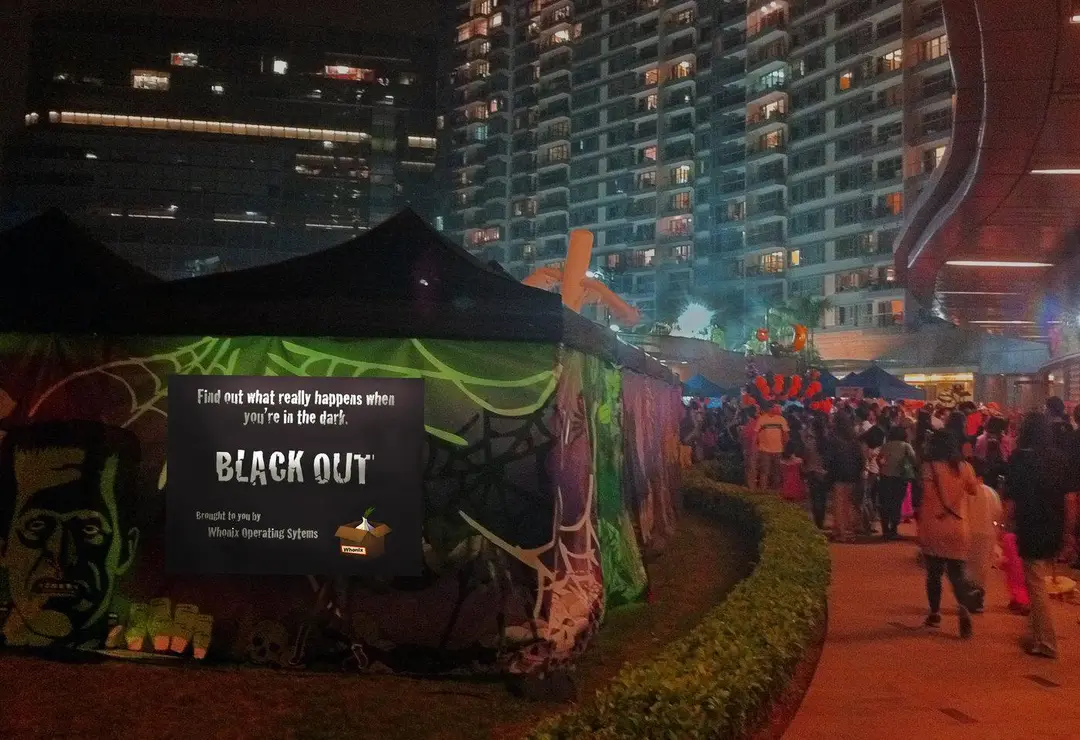 Find out what really happens when
you're in the dark.
BLACK OUT
Brought to you by
Whonix Operating Sytems
Whonix